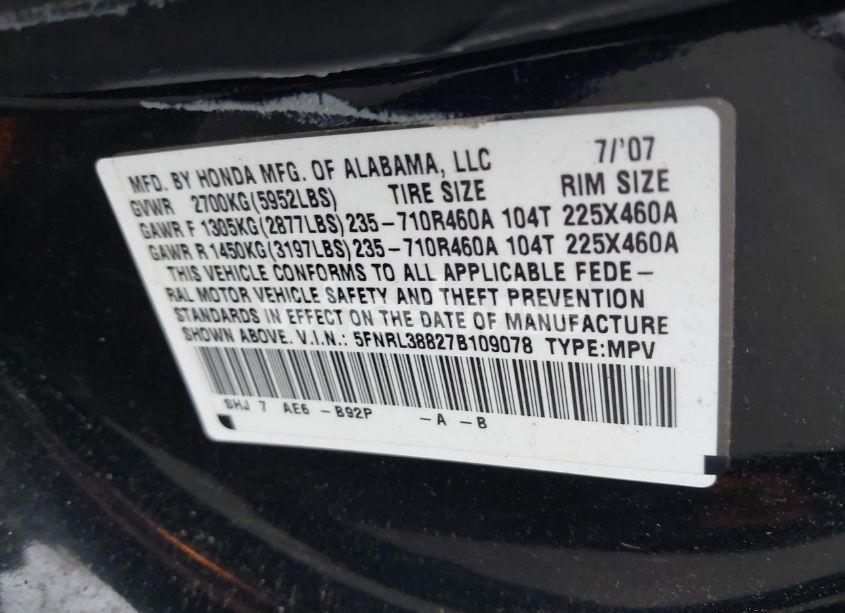 MFD. BY HONDA MFG. OF ALABAMA, LLC 7/'07
GVWR 2700KG(5952LBS) TIRE SIZE RIM SIZE
GAWR F 1305KG(2877LBS) 235-710R460A 104T 225X460A
GAWR R 1450KG(3197LBS) 235-710R460A 104T 225X460A
THIS VEHICLE CONFORMS TO ALL APPLICABLE FEDE-
RAL MOTOR VEHICLE SAFETY AND THEFT PREVENTION
STANDARDS IN EFFECT ON THE DATE OF MANUFACTURE
SHOWN ABOVE. V.I.N.: 5FNRL38827B109078 TYPE:MPV
SHJ 7 AE6 -B92P -A -B